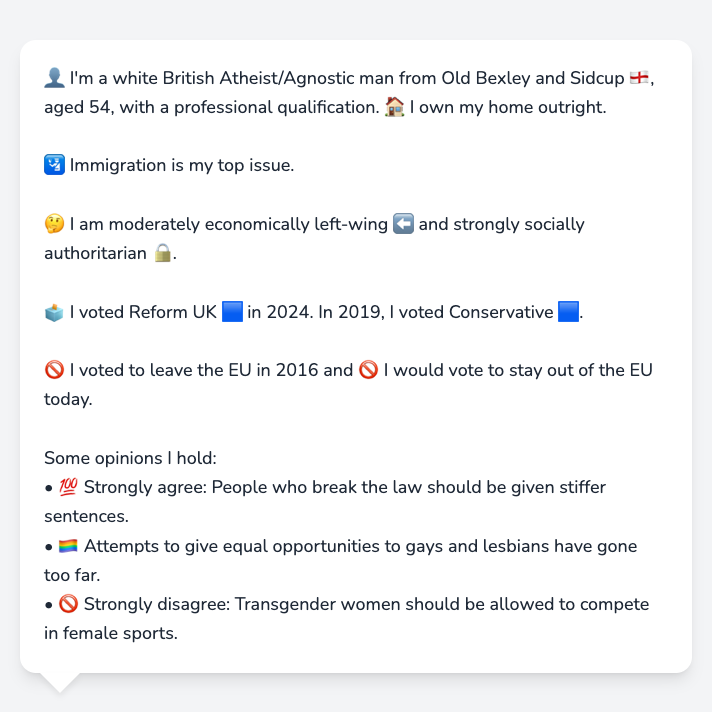 👤 I'm a white British Atheist/Agnostic man from Old Bexley and Sidcup 🏴󠁧󠁢󠁥󠁮󠁧󠁿,
aged 54, with a professional qualification. 🏠 I own my home outright.
🛂 Immigration is my top issue.
🤔 I am moderately economically left-wing ⬅️ and strongly socially
authoritarian 🔒.
🗳️ I voted Reform UK 🟦 in 2024. In 2019, I voted Conservative 🟦.
🚫 I voted to leave the EU in 2016 and 🚫 I would vote to stay out of the EU
today.
Some opinions I hold:
• 💯 Strongly agree: People who break the law should be given stiffer
sentences.
• 🏳️‍🌈 Attempts to give equal opportunities to gays and lesbians have gone
too far.
• 🚫 Strongly disagree: Transgender women should be allowed to compete
in female sports.